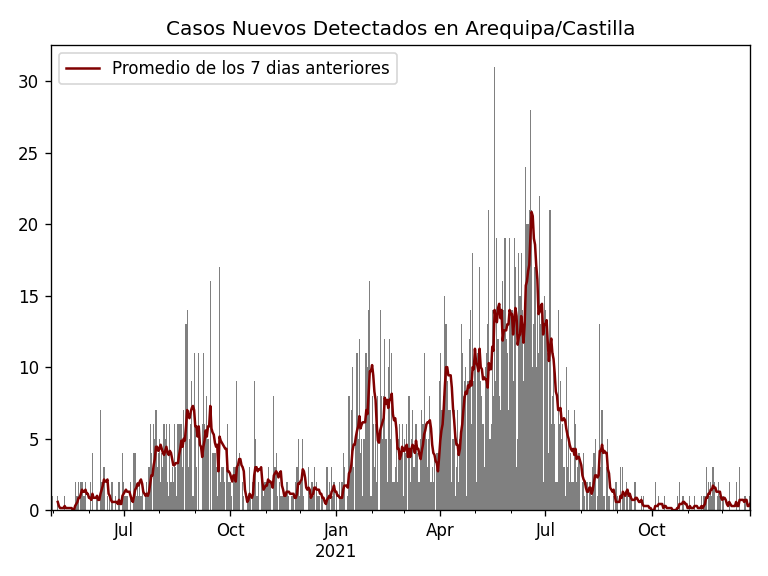 Casos Nuevos Detectados en Arequipa/Castilla
Promedio de los 7 dias anteriores
30
25
20
15
10
5
0
Jul
Oct
Jan
2021
Apr
Jul
Oct